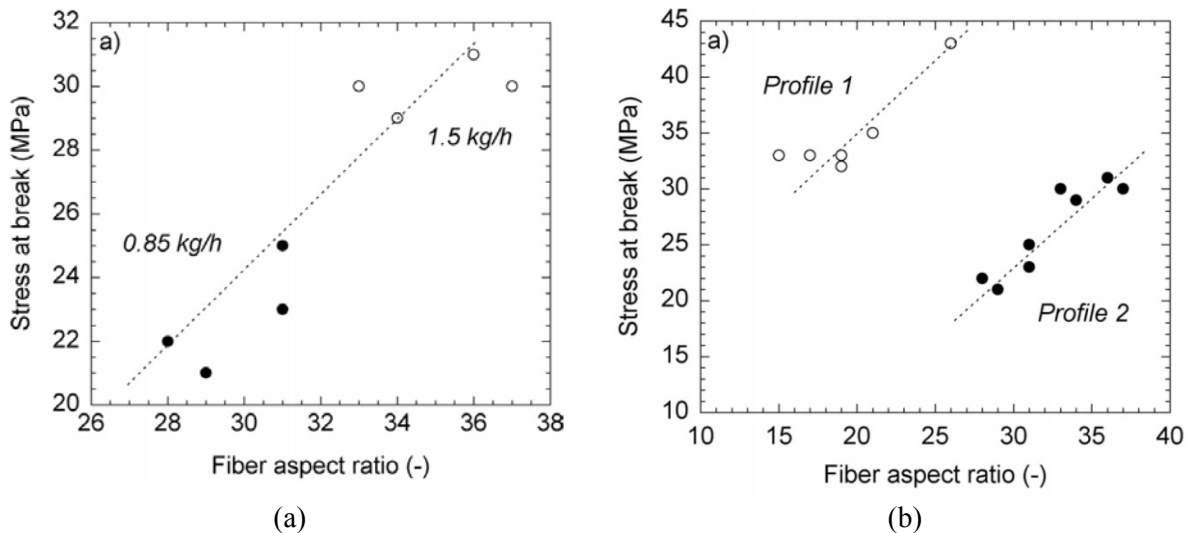 a)
Stress at break (MPa)
32
30
28
26
24
22
20
1.5 kg/h
0.85 kg/h
26 28 30 32 34 36 38
Fiber aspect ratio (-)
(a)
a)
Stress at break (MPa)
45
40
35
30
25
20
15
10
Profile 1
Profile 2
10 15 20 25 30 35 40
Fiber aspect ratio (-)
(b)